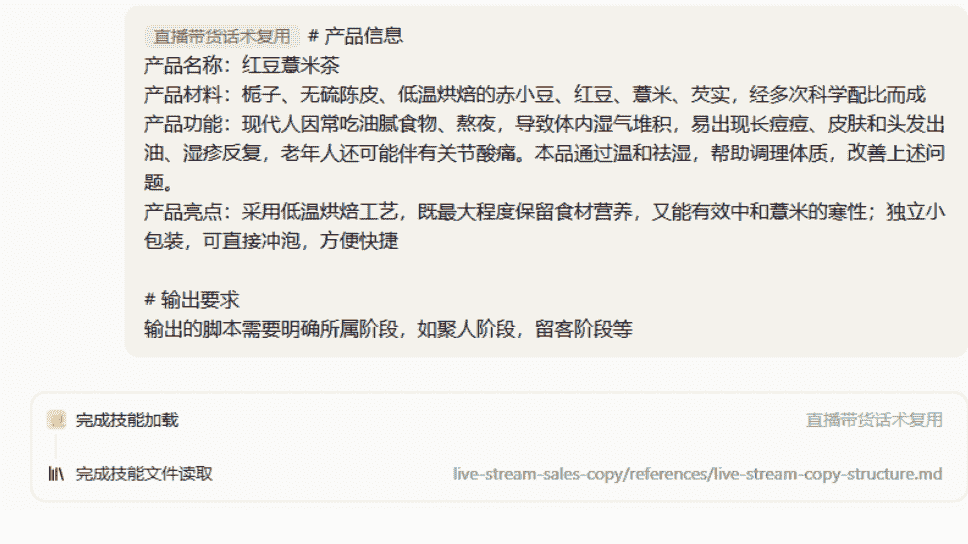 直播带货话术复用 # 产品信息
产品名称：红豆薏米茶
产品材料：栀子、无硫陈皮、低温烘焙的赤小豆、红豆、薏米、芡实，经多次科学配比而成
产品功能：现代人因常吃油腻食物、熬夜，导致体内湿气堆积，易出现长痘痘、皮肤和头发出
油、湿疹反复，老年人还可能伴有关节酸痛。本品通过温和祛湿，帮助调理体质，改善上述问
题。
产品亮点：采用低温烘焙工艺，既最大程度保留食材营养，又能有效中和薏米的寒性；独立小
包装，可直接冲泡，方便快捷
# 输出要求
输出的脚本需要明确所属阶段，如聚人阶段，留客阶段等
完成技能加载 直播带货话术复用
完成技能文件读取 live-stream-sales-copy/references/live-stream-copy-structure.md